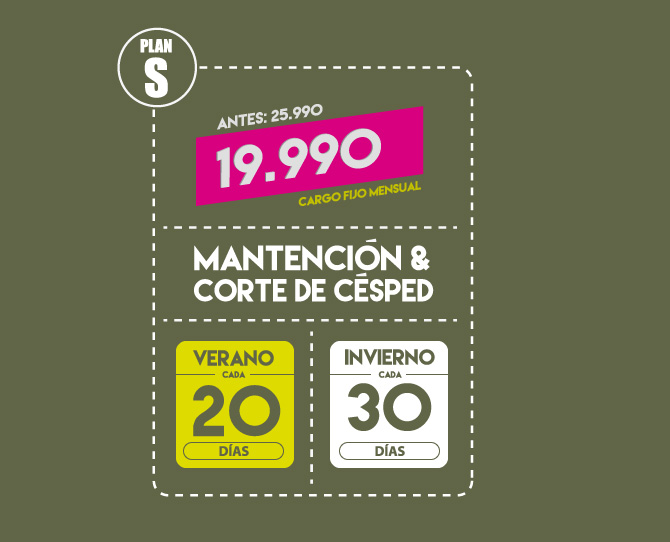 PLAN
S
ANTES: 25.990
19.990
CARGO FIJO MENSUAL
MANTENCIÓN &
CORTE DE CÉSPED
VERANO
CADA
20
DÍAS
INVIERNO
CADA
30
DÍAS